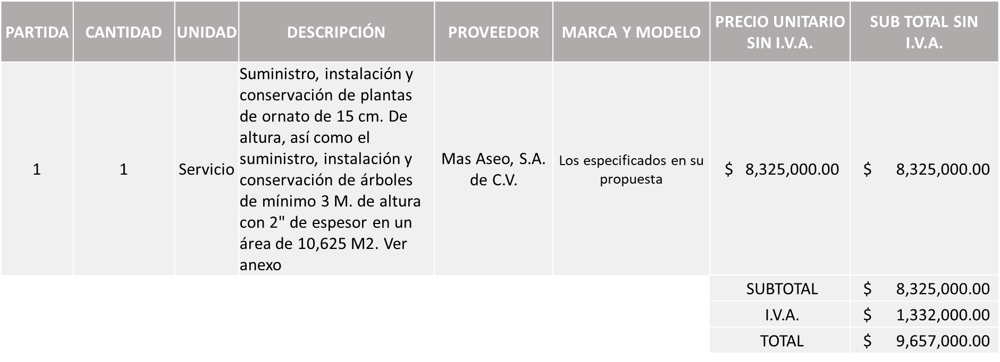 PARTIDA CANTIDAD UNIDAD DESCRIPCIÓN PROVEEDOR MARCA Y MODELO PRECIO UNITARIO SIN I.V.A. SUB TOTAL SIN I.V.A.
1 1 Servicio
Suministro, instalación y
conservación de plantas
de ornato de 15 cm. De
altura, así como el
suministro, instalación y
conservación de árboles
de mínimo 3 M. de altura
con 2" de espesor en un
área de 10,625 M2. Ver
anexo
Mas Aseo, S.A.
de C.V.
Los especificados en su
propuesta
$ 8,325,000.00 $ 8,325,000.00
SUBTOTAL $ 8,325,000.00
I.V.A. $ 1,332,000.00
TOTAL $ 9,657,000.00